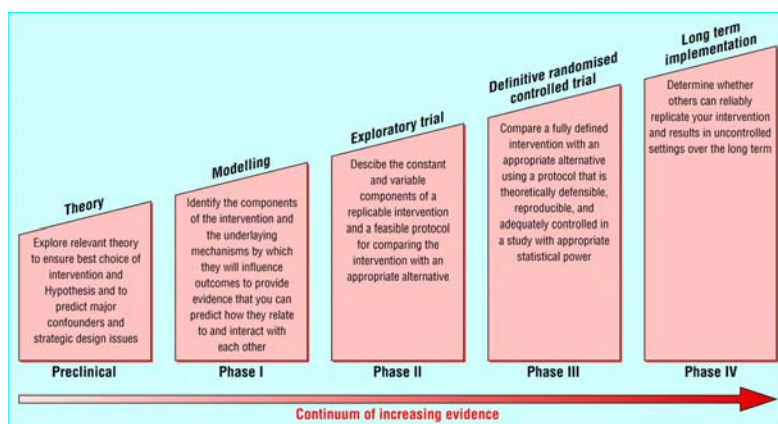 Theory
Explore relevant theory
to ensure best choice of
intervention and
Hypothesis and to
predict major
confounders and
strategic design issues
Preclinical
Modelling
Identify the components
of the intervention and
the underlaying
mechanisms by which
they will influence
outcomes to provide
evidence that you can
predict how they relate
to and interact with
each other
Phase I
Exploratory trial
Descibe the constant
and variable
components of a
replicable intervention
and a feasible protocol
for comparing the
intervention with an
appropriate alternative
Phase II
Definitive randomised
controlled trial
Compare a fully defined
intervention with an
appropriate alternative
using a protocol that is
theoretically defensible,
reproducible, and
adequately controlled in
a study with appropriate
statistical power
Phase III
Long term
implementation
Determine whether
others can reliably
replicate your intervention
and results in uncontrolled
settings over the long term
Phase IV
Continuum of increasing evidence